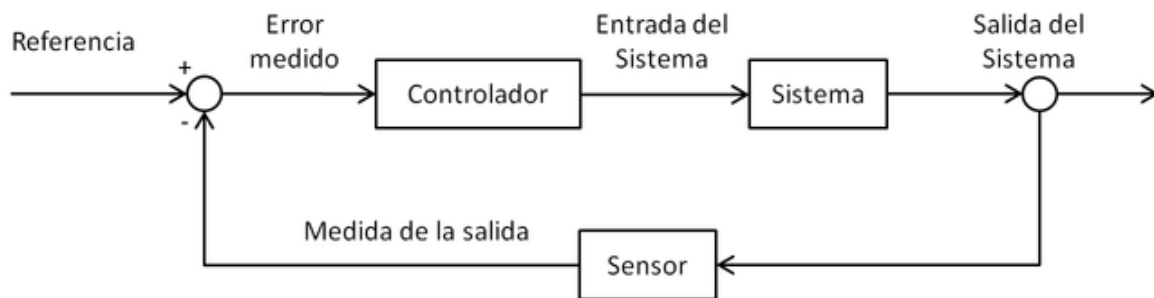 Referencia
Error
medido
Entrada del
Sistema
Salida del
Sistema
+
-
Controlador
Sistema
Medida de la salida
Sensor